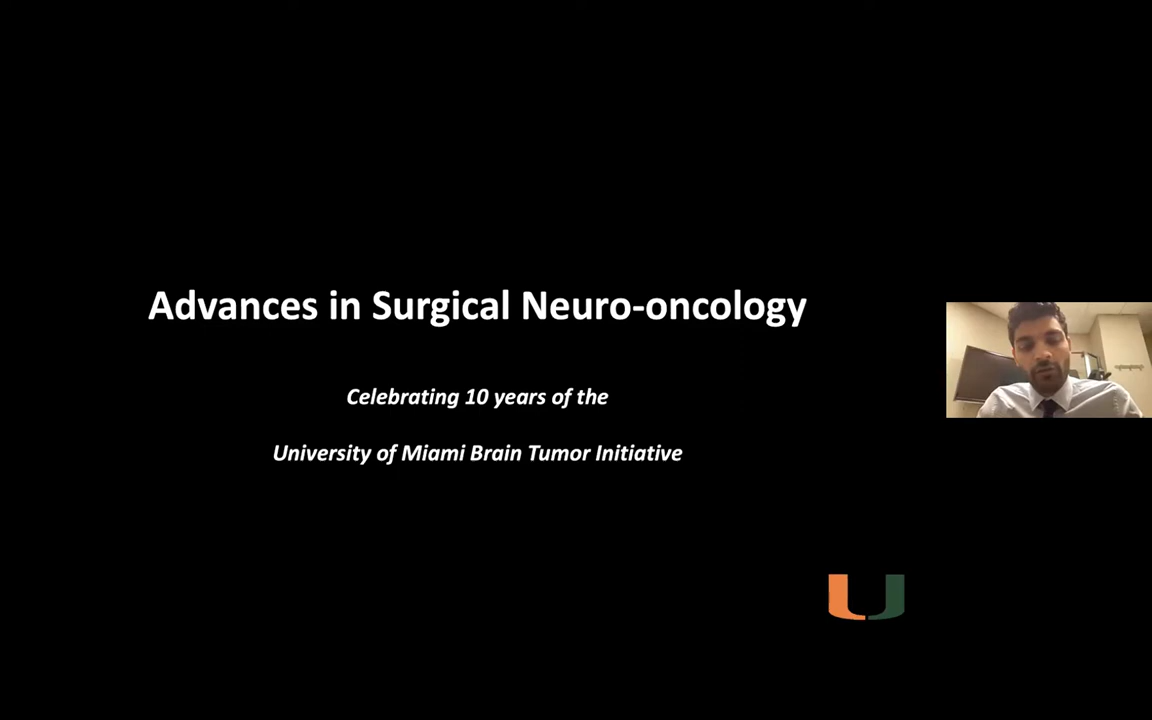 Advances in Surgical Neuro-oncology
Celebrating 10 years of the
University of Miami Brain Tumor Initiative